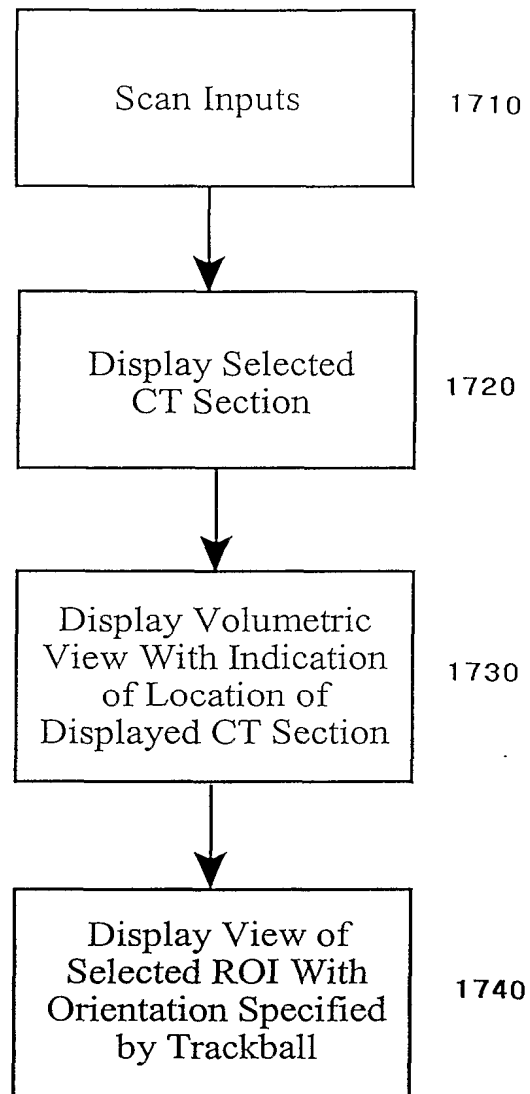 Scan Inputs
1710
Display Selected
CT Section
1720
Display Volumetric
View With Indication
of Location of
Displayed CT Section
1730
Display View of
Selected ROI With
Orientation Specified
by Trackball
1740